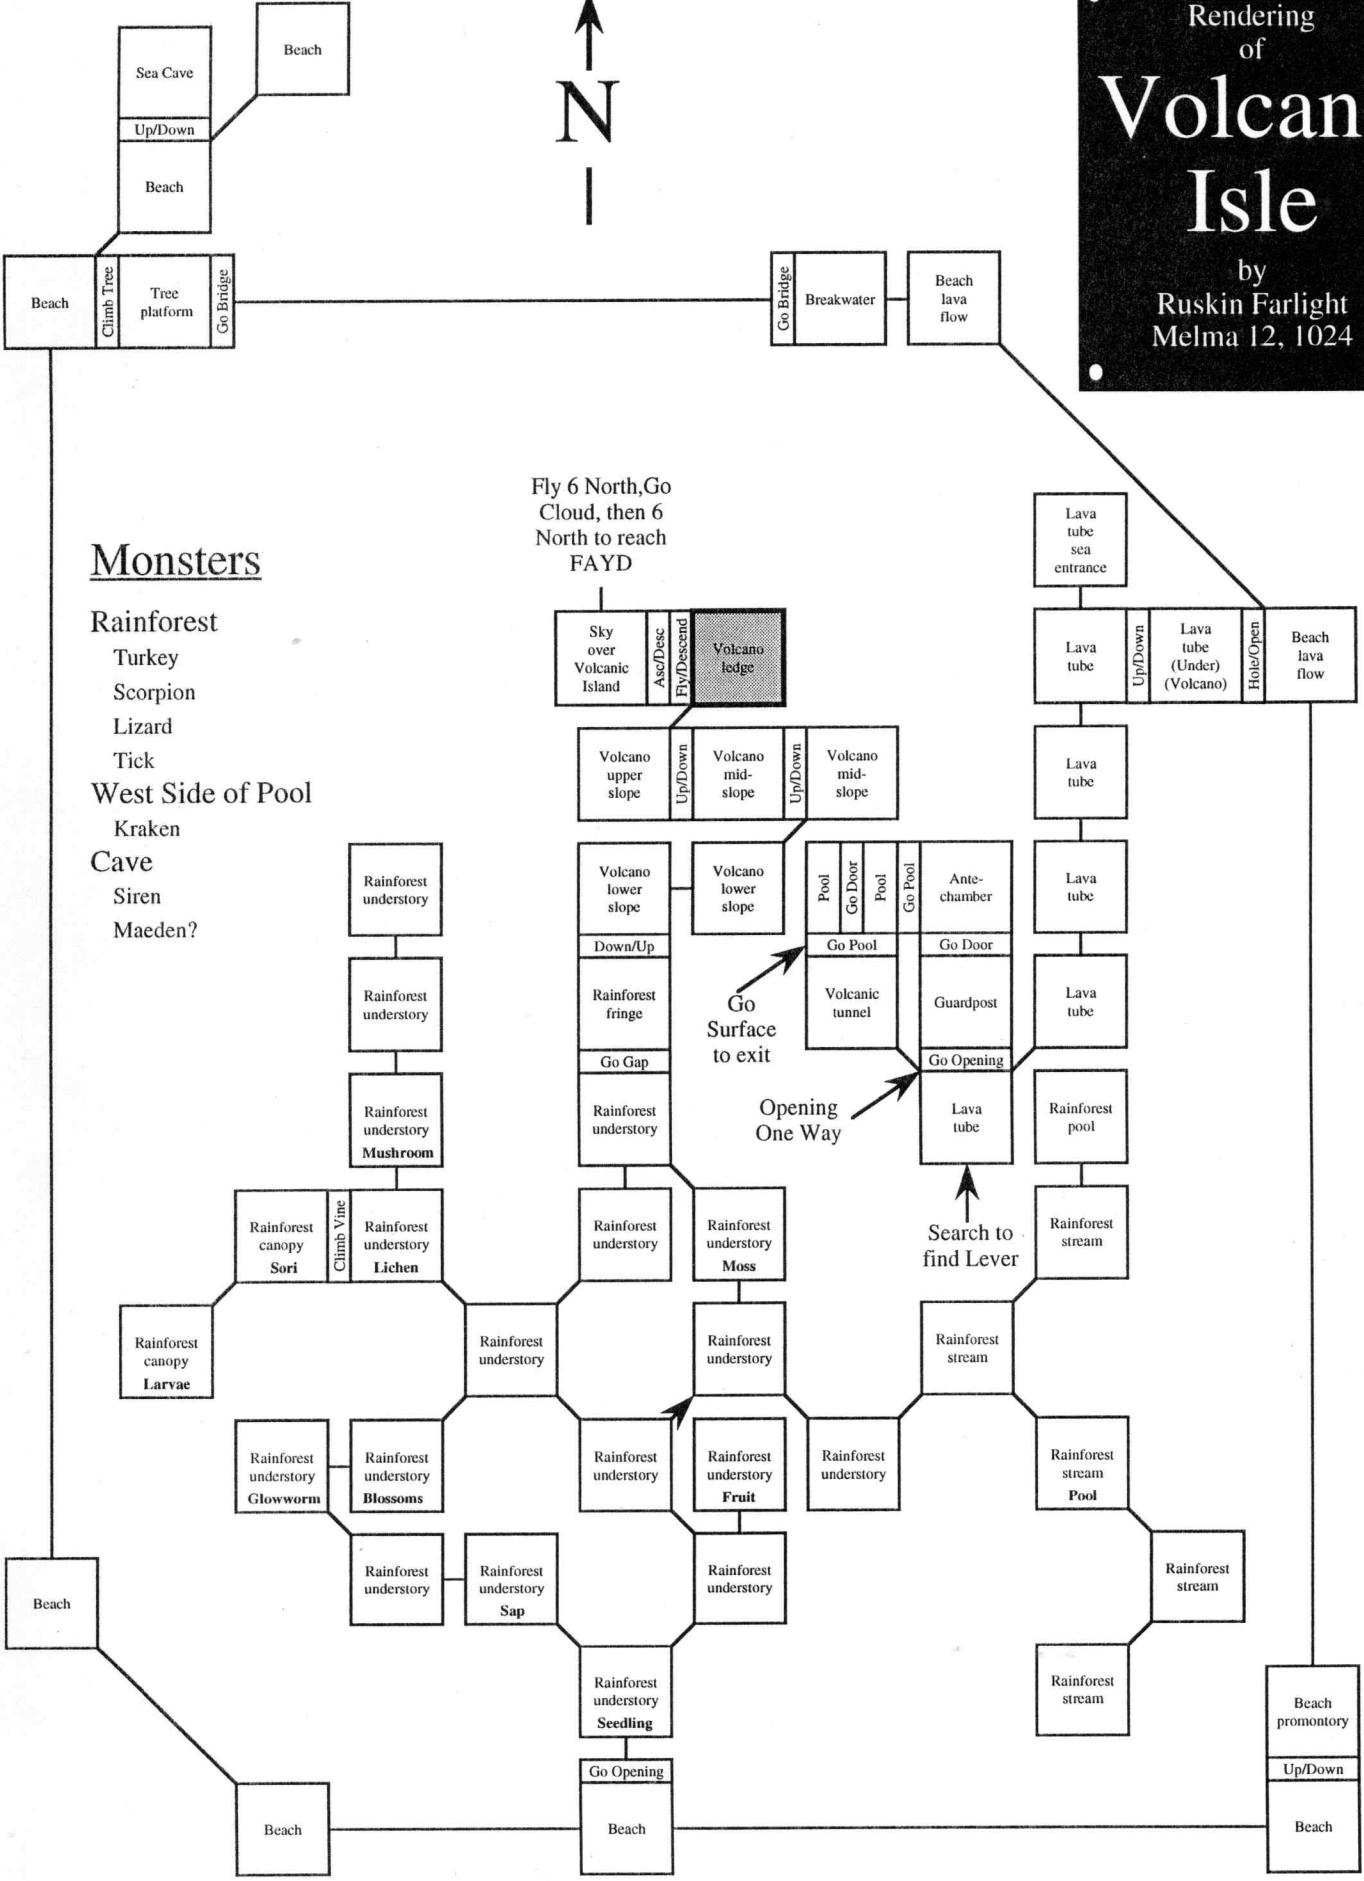 Rendering
of
Volcan
Isle
by
Ruskin Farlight
Melma 12, 1024
N
Beach
Sea Cave
Up/Down
Beach
Beach
Climb Tree
Tree
platform
Go Bridge
Go Bridge
Breakwater
Beach
lava
flow
Monsters
Rainforest
Turkey
Scorpion
Lizard
Tick
West Side of Pool
Kraken
Cave
Siren
Maeden?
Fly 6 North,Go
Cloud, then 6
North to reach
FAYD
Sky
over
Volcanic
Island
Asc/Desc
Fly/Descend
Volcano
ledge
Lava
tube
sea
entrance
Lava
tube
Up/Down
Lava
tube
(Under)
(Volcano)
Hole/Open
Beach
lava
flow
Volcano
upper
slope
Up/Down
Volcano
mid-
slope
Up/Down
Volcano
mid-
slope
Lava
tube
Rainforest
understory
Volcano
lower
slope
Volcano
lower
slope
Pool
Go Door
Pool
Go Pool
Ante-
chamber
Lava
tube
Down/Up
Go Pool
Go Door
Rainforest
understory
Rainforest
fringe
Go
Surface
to exit
Volcanic
tunnel
Guardpost
Lava
tube
Go Gap
Go Opening
Rainforest
understory
Mushroom
Rainforest
understory
Opening
One Way
Lava
tube
Rainforest
pool
Rainforest
canopy
Sori
Climb Vine
Rainforest
understory
Lichen
Rainforest
understory
Rainforest
understory
Moss
Search to
find Lever
Rainforest
stream
Rainforest
canopy
Larvae
Rainforest
understory
Rainforest
understory
Rainforest
stream
Rainforest
understory
Glowworm
Rainforest
understory
Blossoms
Rainforest
understory
Rainforest
understory
Fruit
Rainforest
understory
Rainforest
stream
Pool
Rainforest
understory
Rainforest
understory
Sap
Rainforest
understory
Rainforest
stream
Beach
Rainforest
understory
Seedling
Rainforest
stream
Beach
promontory
Go Opening
Up/Down
Beach
Beach
Beach